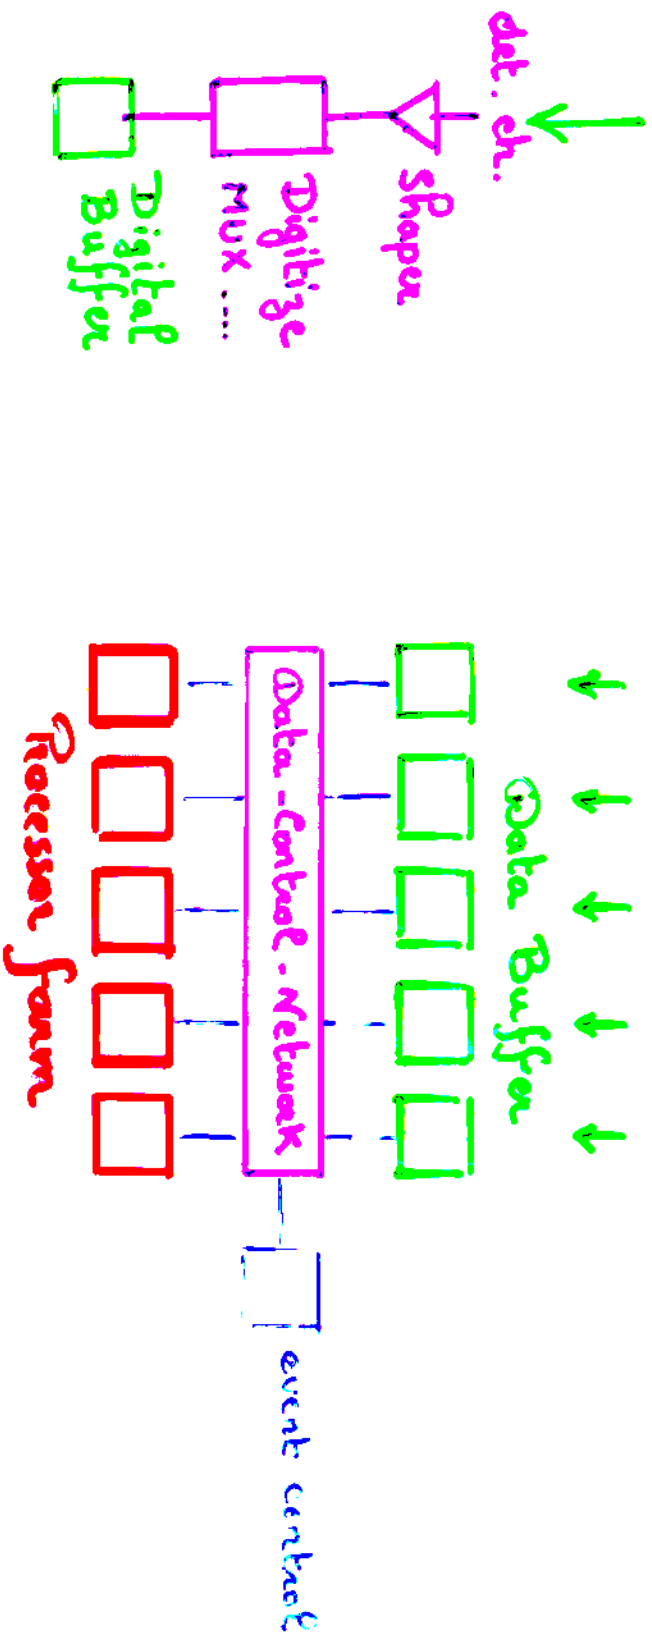 det. ch.
Shaper
Digitize
MUX ....
Digital
Buffer
Data Buffer
Data-Control-Network
Processor farm
event control